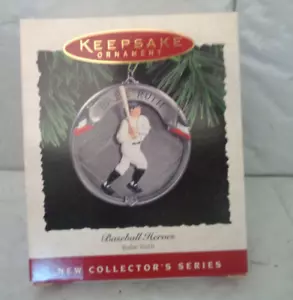 KEEPSAKE
ORNAMENT
RUTH
Baseball Heroes
Babe Ruth
NEW COLLECTOR'S SERIES